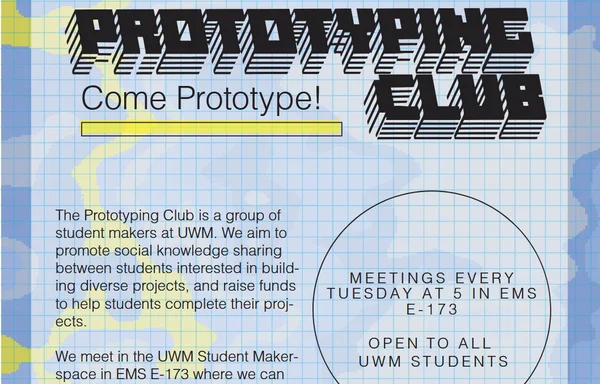 PROTOTYPING
CLUB
Come Prototype!
The Prototyping Club is a group of
student makers at UWM. We aim to
promote social knowledge sharing
between students interested in build-
ing diverse projects, and raise funds
to help students complete their proj-
ects.
We meet in the UWM Student Maker-
space in EMS E-173 where we can
MEETINGS EVERY
TUESDAY AT 5 IN EMS
E-173
OPEN TO ALL
UWM STUDENTS